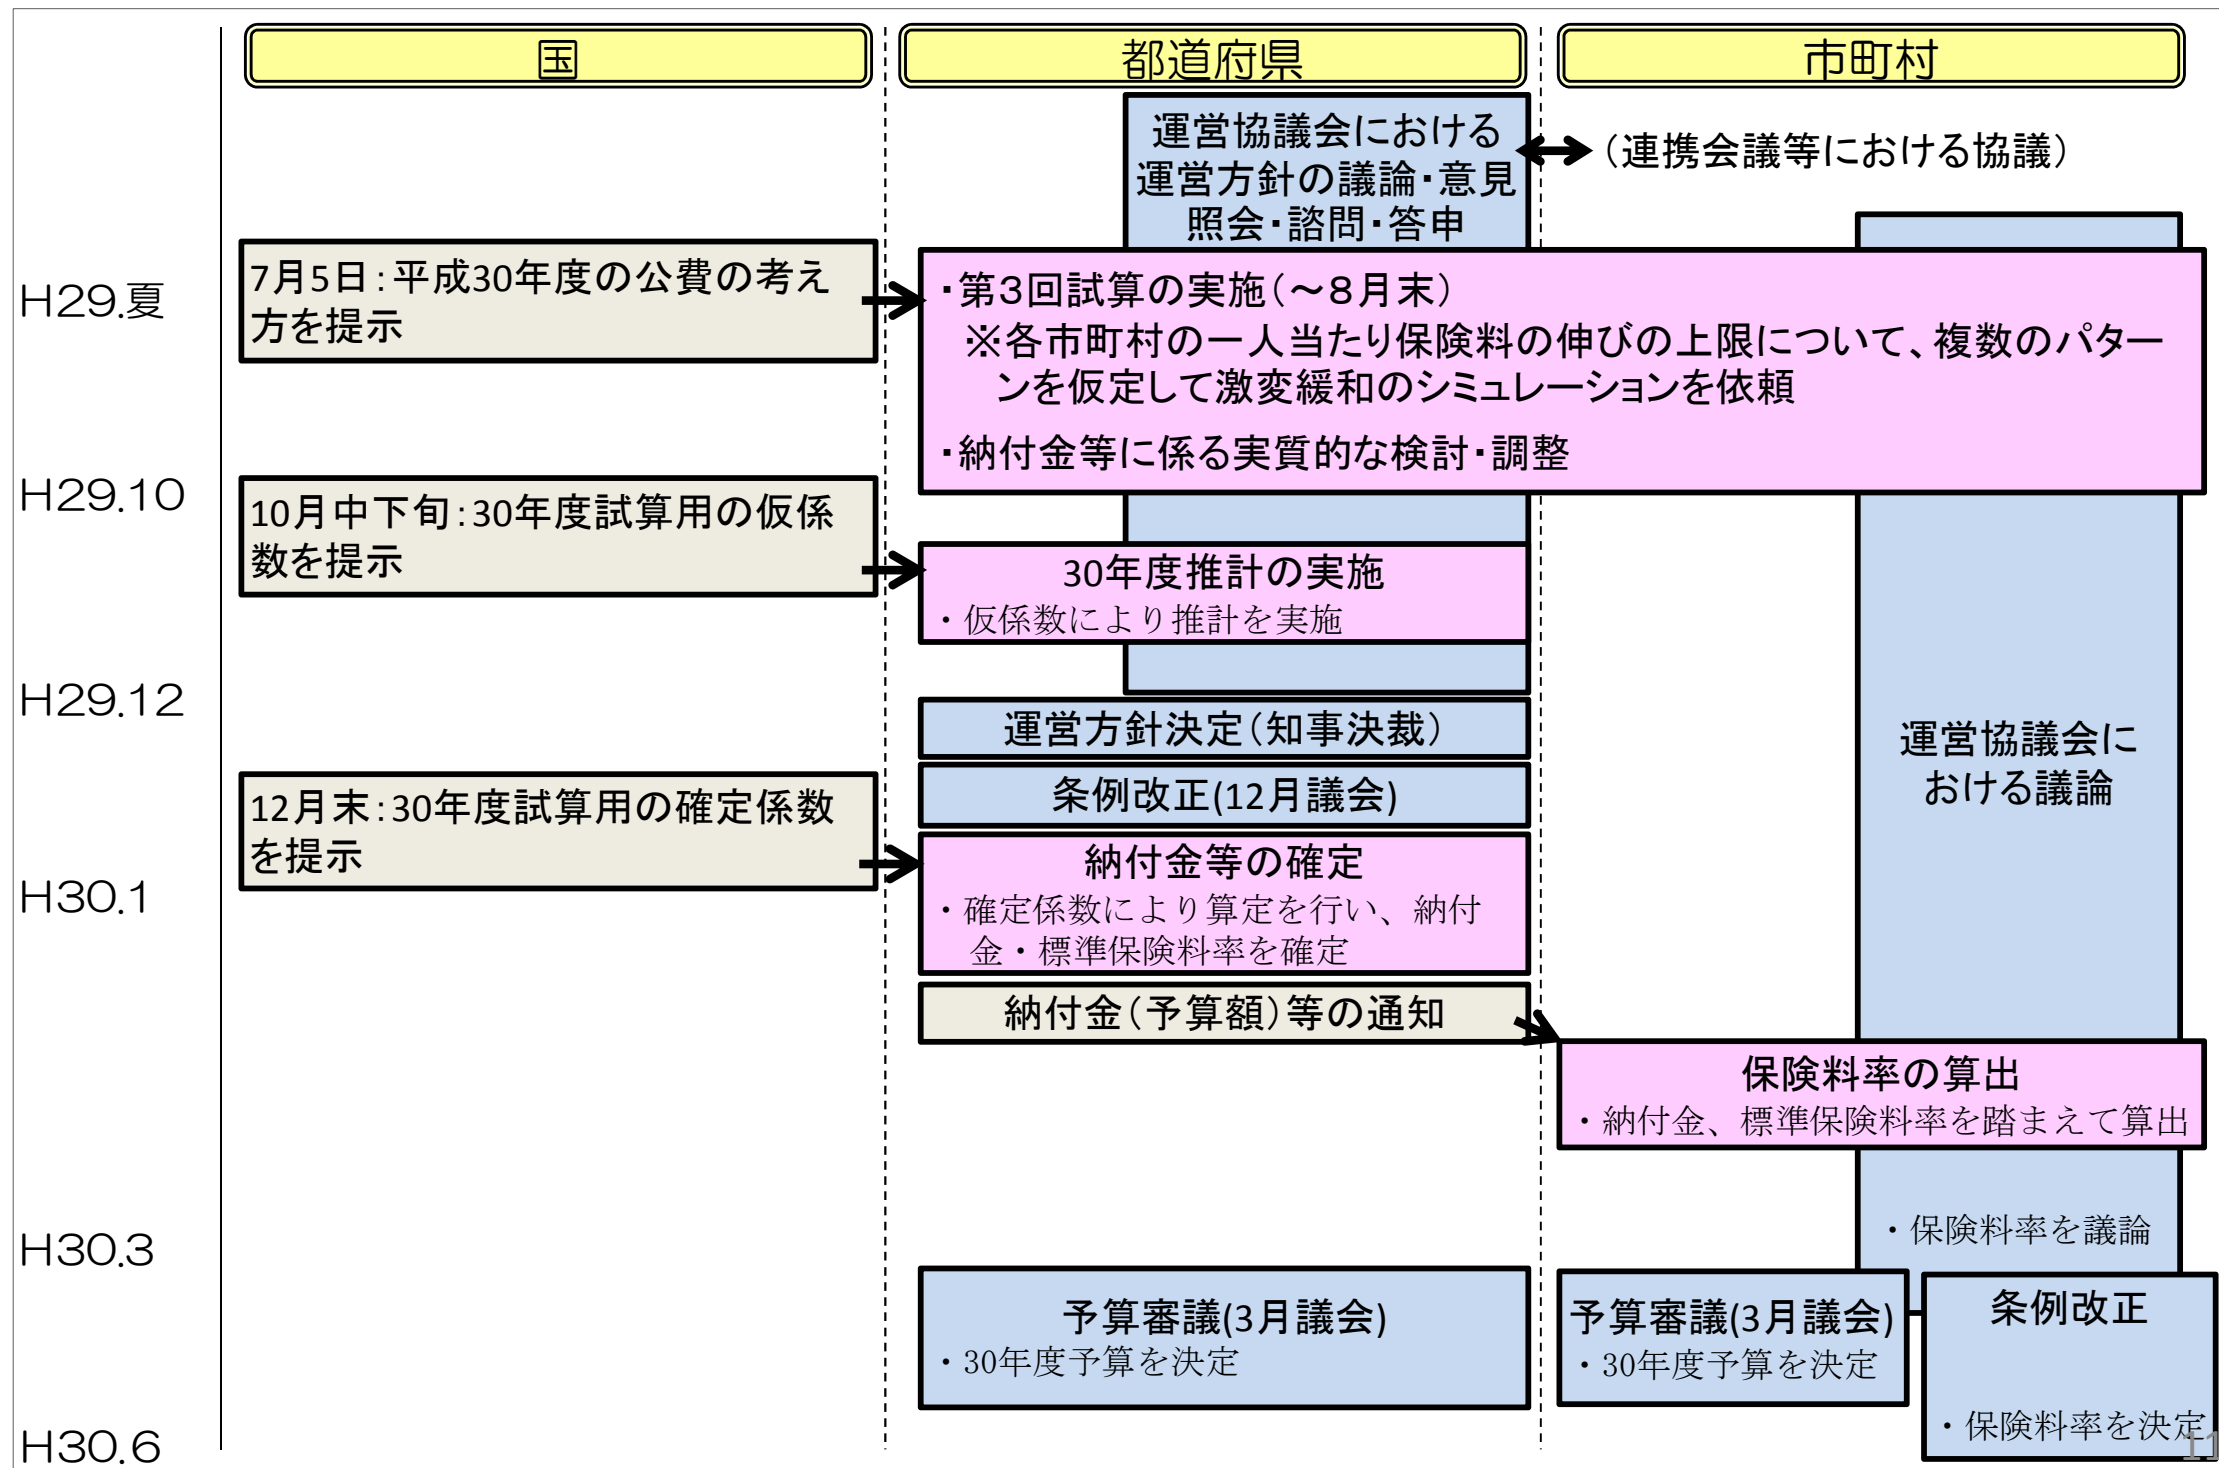 国
都道府県
市町村
運営協議会における
運営方針の議論・意見
照会・諮問・答申
（連携会議等における協議）
H29.夏
7月5日：平成30年度の公費の考え
方を提示
・第３回試算の実施（～８月末）
※各市町村の一人当たり保険料の伸びの上限について、複数のパター
ンを仮定して激変緩和のシミュレーションを依頼
・納付金等に係る実質的な検討・調整
H29.10
10月中下旬：30年度試算用の仮係
数を提示
30年度推計の実施
・仮係数により推計を実施
H29.12
運営方針決定（知事決裁）
条例改正(12月議会)
運営協議会に
おける議論
12月末：30年度試算用の確定係数
を提示
H30.1
納付金等の確定
・確定係数により算定を行い、納付
金・標準保険料率を確定
納付金（予算額）等の通知
保険料率の算出
・納付金、標準保険料率を踏まえて算出
・保険料率を議論
H30.3
予算審議(3月議会)
・30年度予算を決定
予算審議(3月議会)
・30年度予算を決定
条例改正
・保険料率を決定
H30.6
11